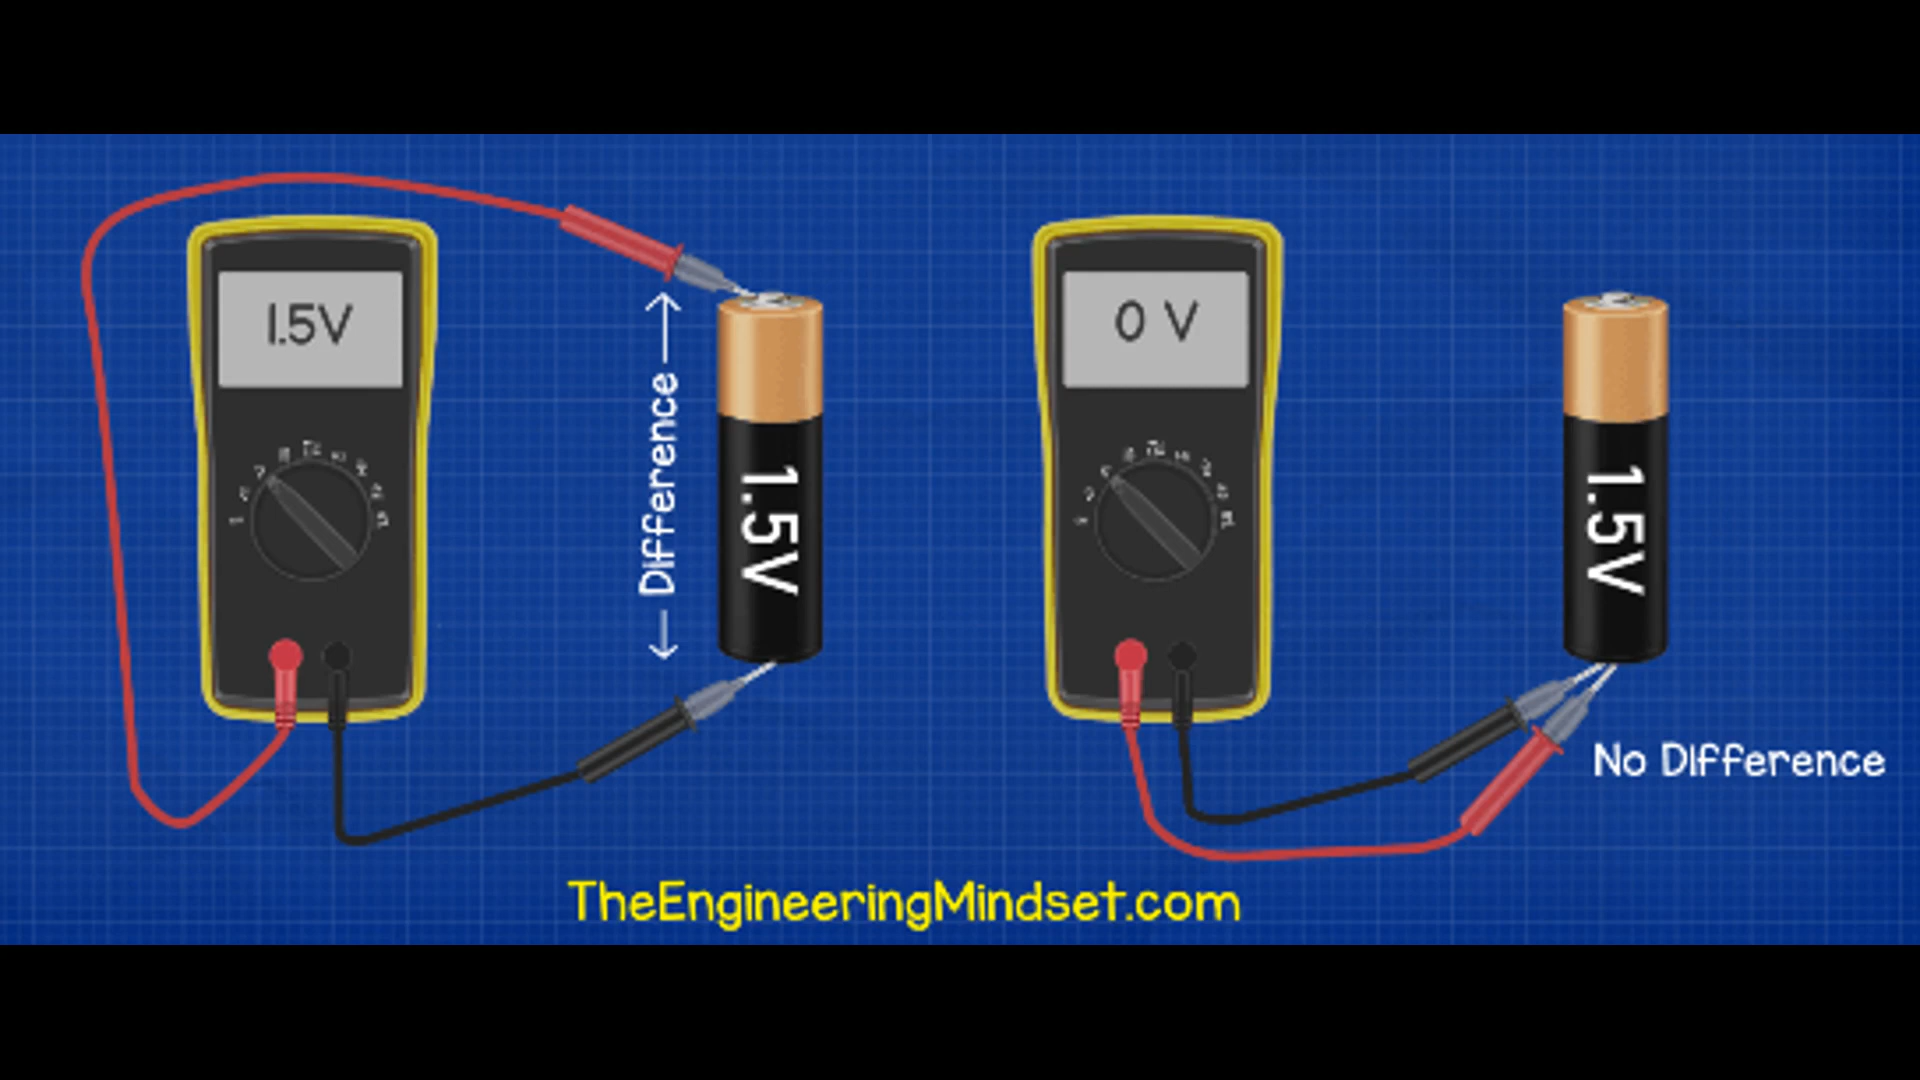 1.5V
Difference
1.5V
0 V
1.5V
No Difference
TheEngineeringMindset.com